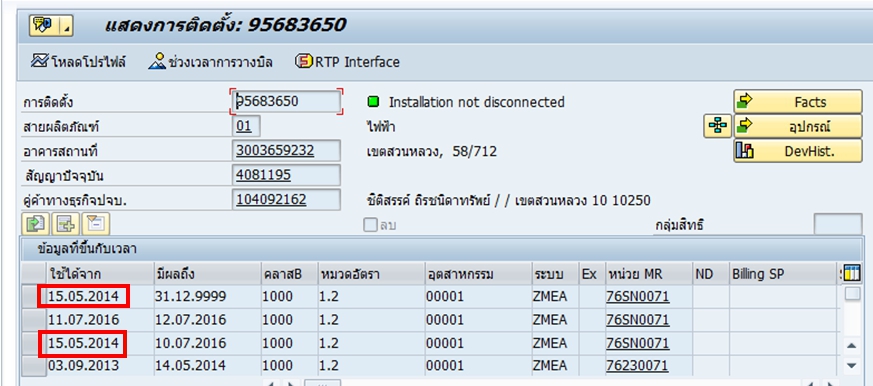 แสดงการติดตั้ง: 95683650
โหลดโปรไฟล์ ช่วงเวลาการวางบิล RTP Interface
การติดตั้ง 95683650 Installation not disconnected Facts
สายผลิตภัณฑ์ 01 ไฟฟ้า อุปกรณ์
อาคารสถานที่ 3003659232 เขตสวนหลวง, 58/712 DevHist.
สัญญาปัจจุบัน 4081195
คู่ค้าทางธุรกิจปจบ. 104092162 ชิติสรรค์ ถิรชนิดาทรัพย์ / / เขตสวนหลวง 10 10250
ลบ กลุ่มสิทธิ
ข้อมูลที่ขึ้นกับเวลา
ใช้ได้จาก มีผลถึง คลาสB หมวดอัตรา อุตสาหกรรม ระบบ Ex หน่วย MR ND Billing SP
15.05.2014 31.12.9999 1000 1.2 00001 ZMEA 76SN0071
11.07.2016 12.07.2016 1000 1.2 00001 ZMEA 76SN0071
15.05.2014 10.07.2016 1000 1.2 00001 ZMEA 76SN0071
03.09.2013 14.05.2014 1000 1.2 00001 ZMEA 76230071